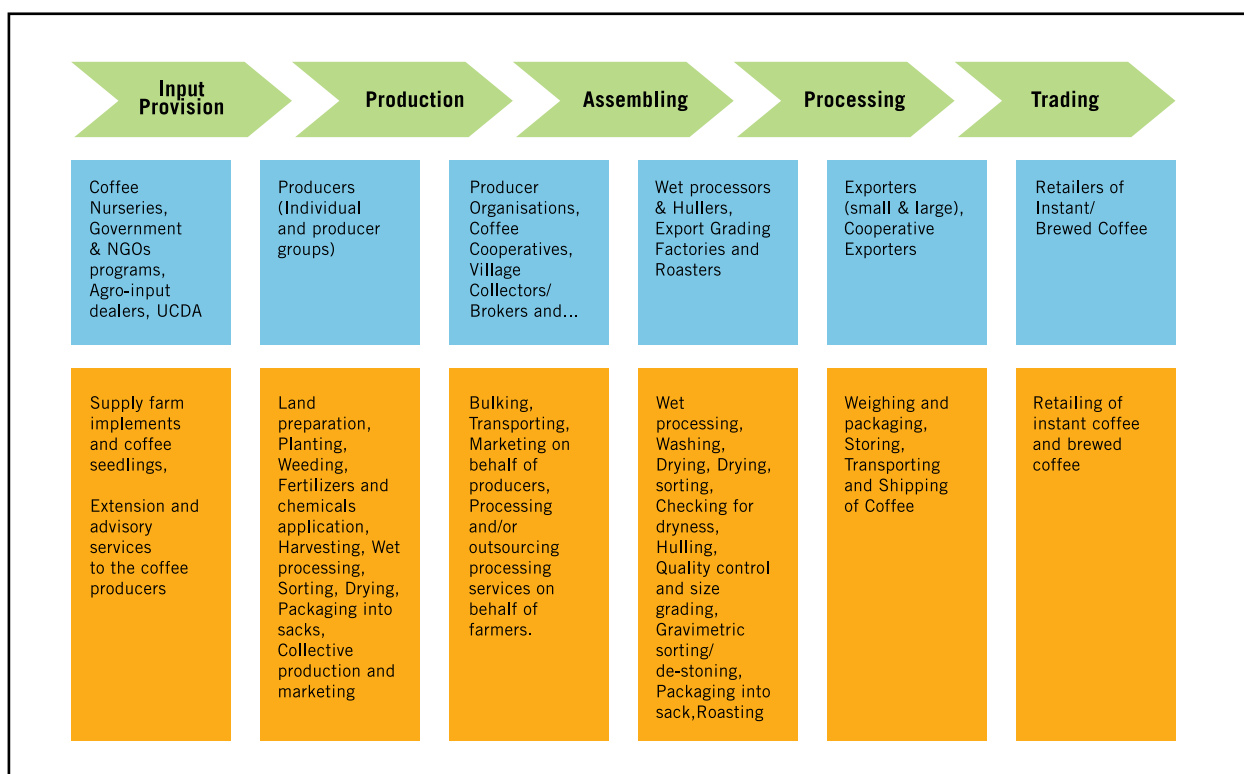 Input
Provision
Production
Assembling
Processing
Trading
Coffee
Nurseries,
Government
& NGOs
programs,
Agro-input
dealers, UCDA
Producers
(Individual
and producer
groups)
Producer
Organisations,
Coffee
Cooperatives,
Village
Collectors/
Brokers and...
Wet processors
& Hullers,
Export Grading
Factories and
Roasters
Exporters
(small & large),
Cooperative
Exporters
Retailers of
Instant/
Brewed Coffee
Supply farm
implements
and coffee
seedlings,
Extension and
advisory
services
to the coffee
producers
Land
preparation,
Planting,
Weeding,
Fertilizers and
chemicals
application,
Harvesting, Wet
processing,
Sorting, Drying,
Packaging into
sacks,
Collective
production and
marketing
Bulking,
Transporting,
Marketing on
behalf of
producers,
Processing
and/or
outsourcing
processing
services on
behalf of
farmers.
Wet
processing,
Washing,
Drying, Drying,
sorting,
Checking for
dryness,
Hulling,
Quality control
and size
grading,
Gravimetric
sorting/
de-stoning,
Packaging into
sack,Roasting
Weighing and
packaging,
Storing,
Transporting
and Shipping
of Coffee
Retailing of
instant coffee
and brewed
coffee